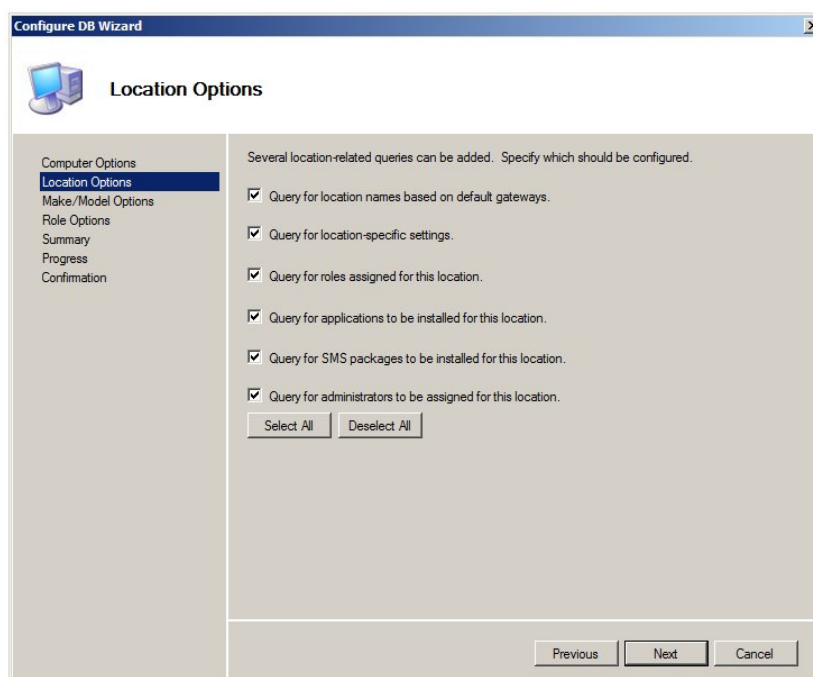 Configure DB Wizard
Location Options
Computer Options
Location Options
Make/Model Options
Role Options
Summary
Progress
Confirmation
Several location-related queries can be added.  Specify which should be configured.
Query for location names based on default gateways.
Query for location-specific settings.
Query for roles assigned for this location.
Query for applications to be installed for this location.
Query for SMS packages to be installed for this location.
Query for administrators to be assigned for this location.
Select All
Deselect All
Previous
Next
Cancel